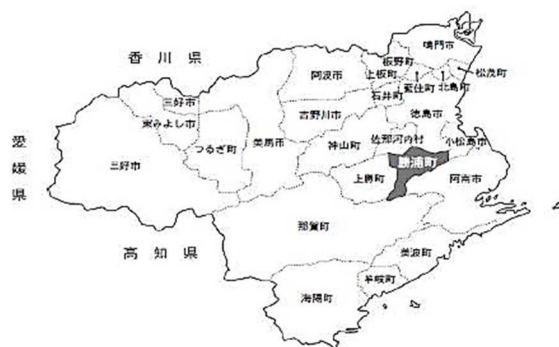 鳴門市
香川県
板野町
松茂町
阿波市
上板町
藍住町
北島町
石井町
三好市
吉野川市
徳島市
東みよし市
愛媛県
つるぎ町
美馬市
佐那河内村
小松島市
神山町
勝浦町
三好市
上勝町
阿南市
那賀町
高知県
美波町
牟岐町
海陽町